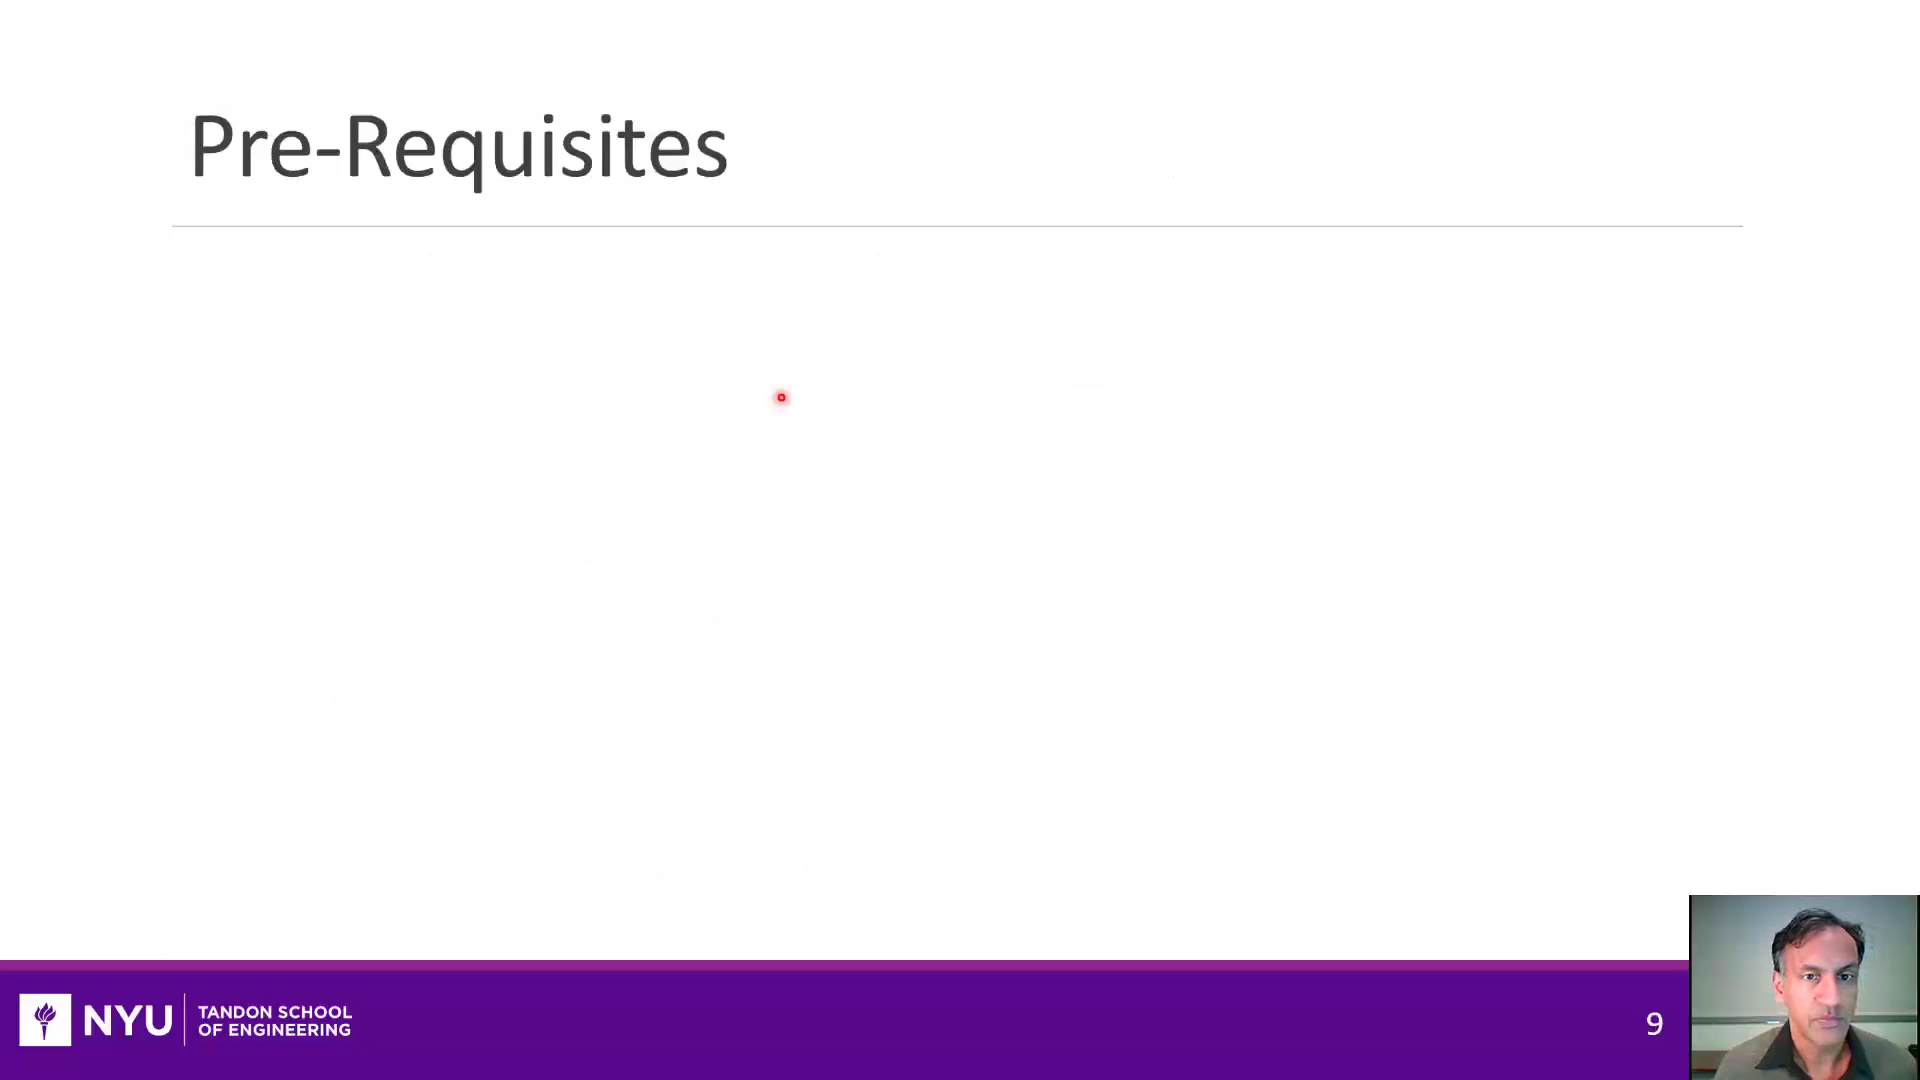 Pre-Requisites
NYU
TANDON SCHOOL
OF ENGINEERING
9